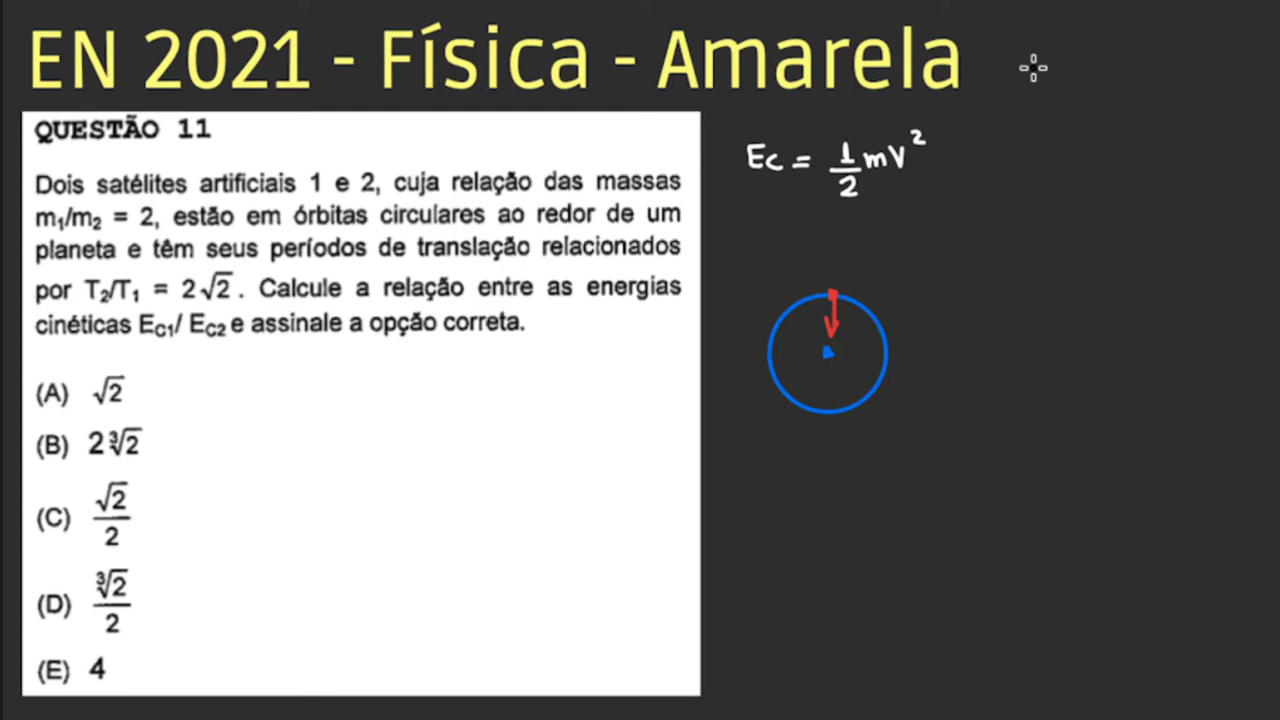 EN 2021 - Física - Amarela
QUESTÃO 11
Dois satélites artificiais 1 e 2, cuja relação das massas
m₁/m₂ = 2, estão em órbitas circulares ao redor de um
planeta e têm seus períodos de translação relacionados
por T₂/T₁ = 2√2. Calcule a relação entre as energias
cinéticas E_C1/ E_C2 e assinale a opção correta.
(A) √2
(B) 2∛2
(C) √2/2
(D) ∛2/2
(E) 4
Ec = 1/2 mV²